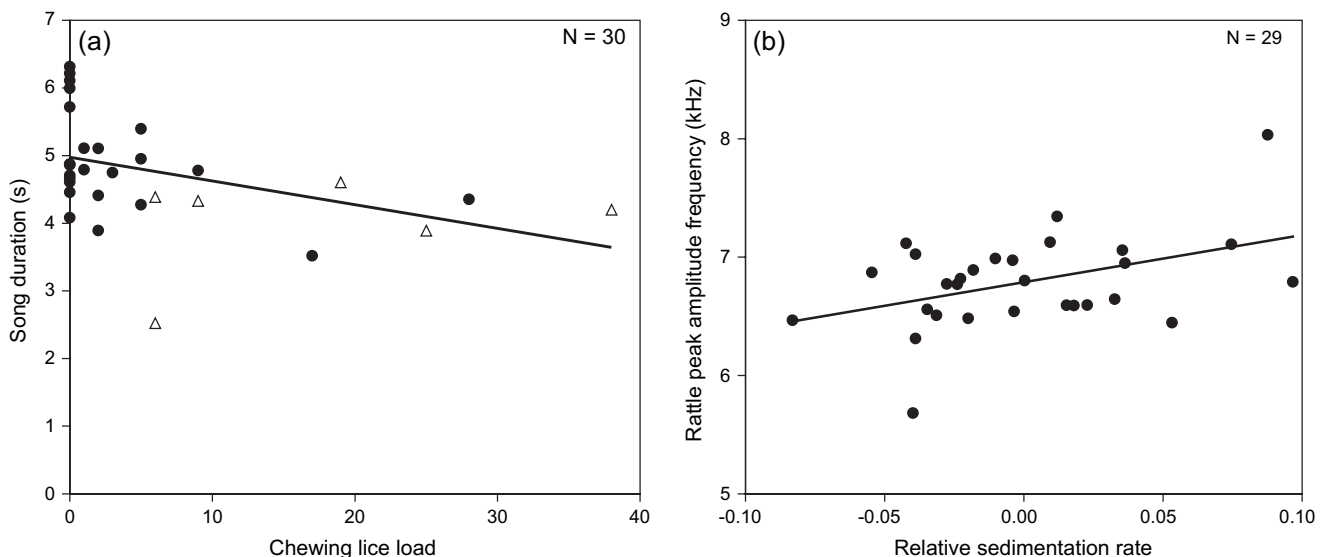 (a)
N = 30
7
6
5
4
3
2
1
0
0 10 20 30 40
Song duration (s)
Chewing lice load
(b)
N = 29
9
8
7
6
5
-0.10 -0.05 0.00 0.05 0.10
Rattle peak amplitude frequency (kHz)
Relative sedimentation rate